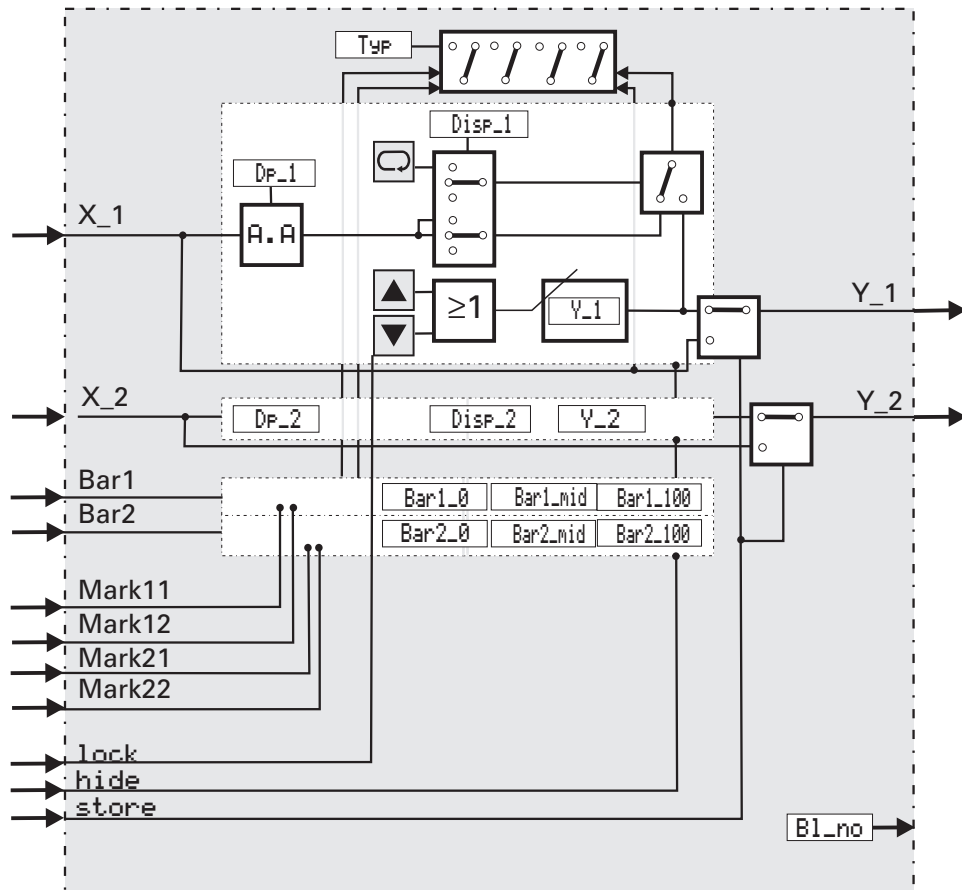 Typ
Disp_1
Dp_1
X_1
A.A
≥1
Y_1
Y_1
X_2
Dp_2
Disp_2
Y_2
Y_2
Bar1
Bar1_0
Bar1_mid
Bar1_100
Bar2
Bar2_0
Bar2_mid
Bar2_100
Mark11
Mark12
Mark21
Mark22
lock
hide
store
Bl_no